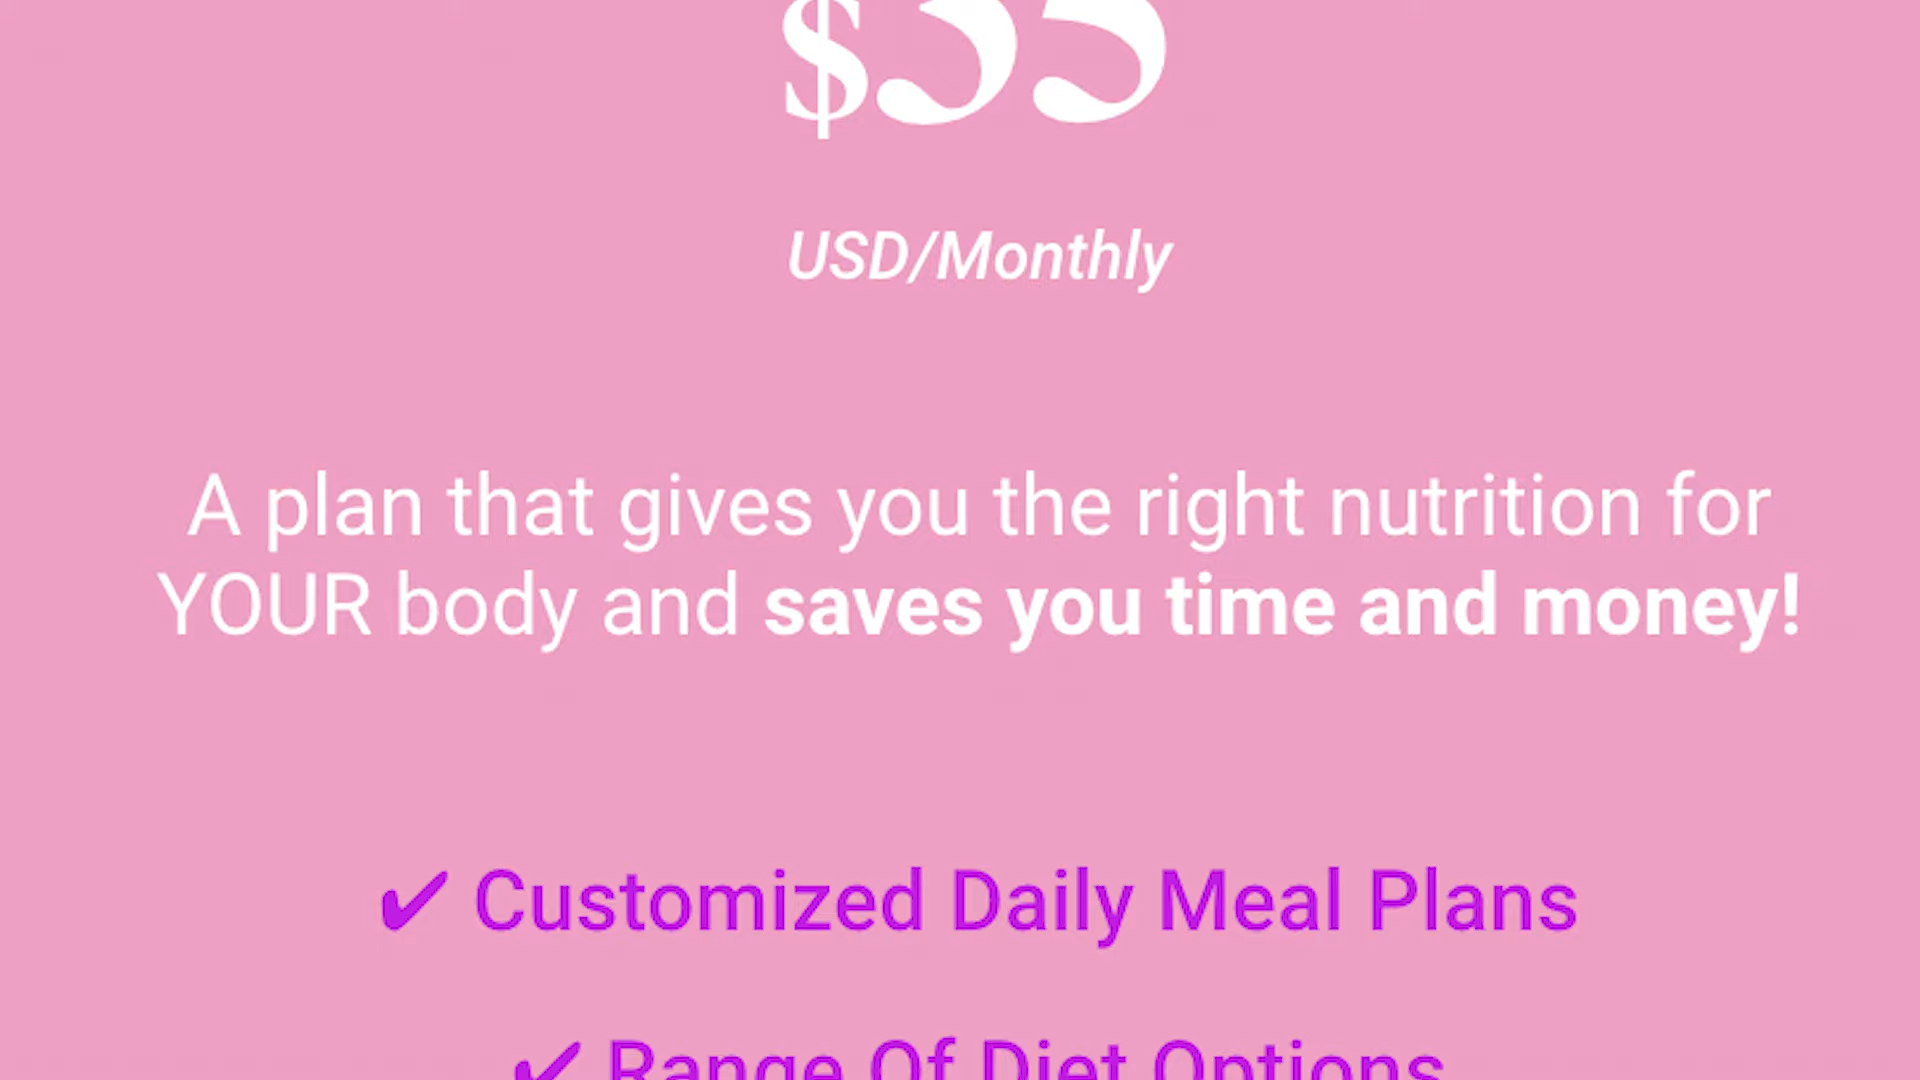 $35
USD/Monthly
A plan that gives you the right nutrition for
YOUR body and saves you time and money!
✔ Customized Daily Meal Plans
✔ Range Of Diet Options